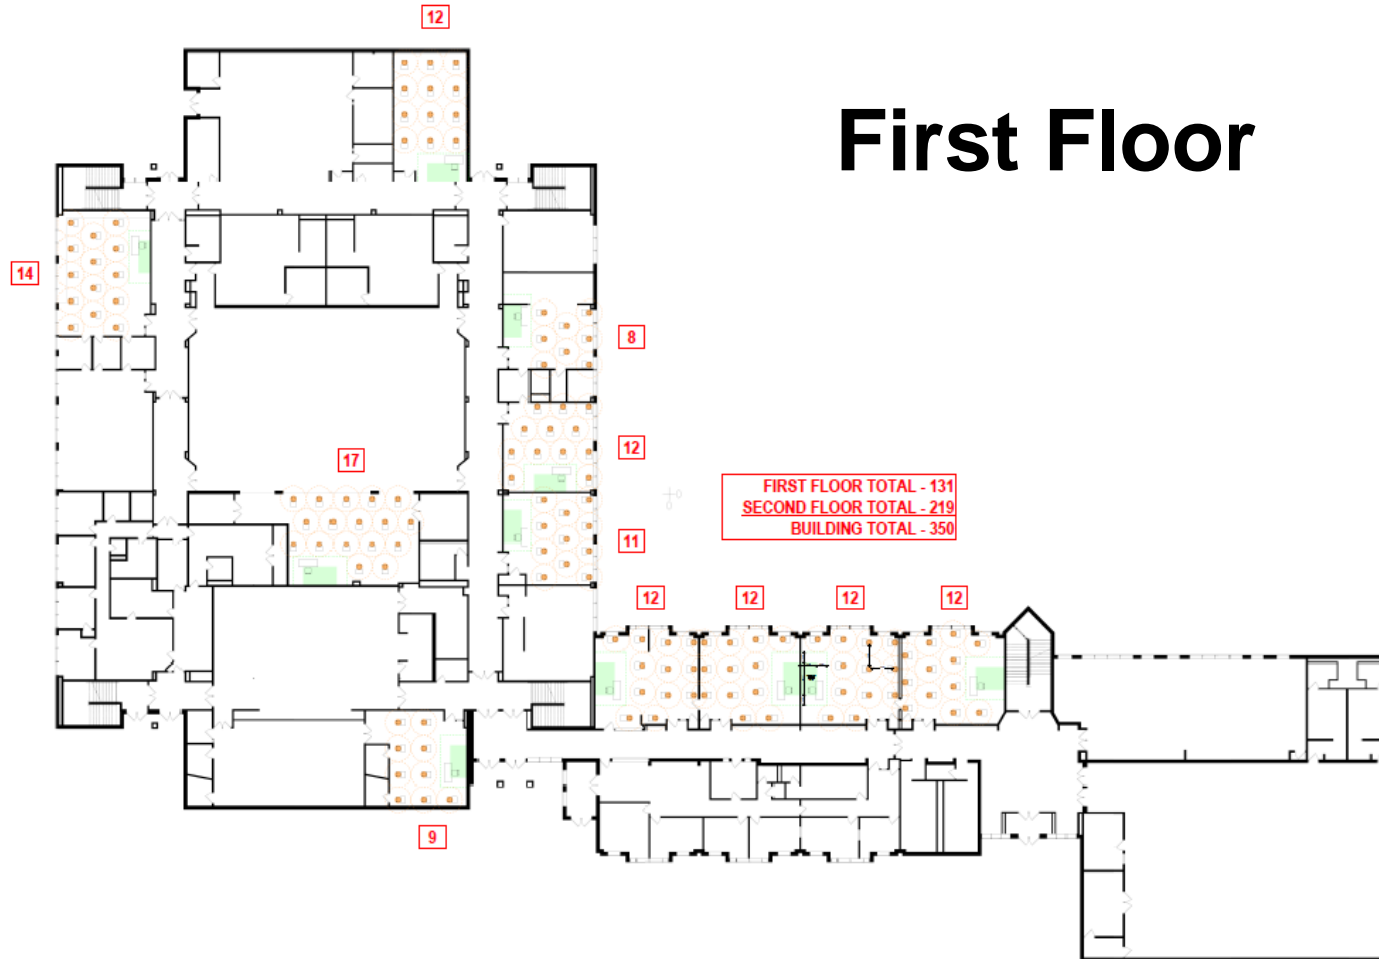 12
First Floor
14
8
12
17
FIRST FLOOR TOTAL - 131
SECOND FLOOR TOTAL - 219
BUILDING TOTAL - 350
11
12 12 12 12
9